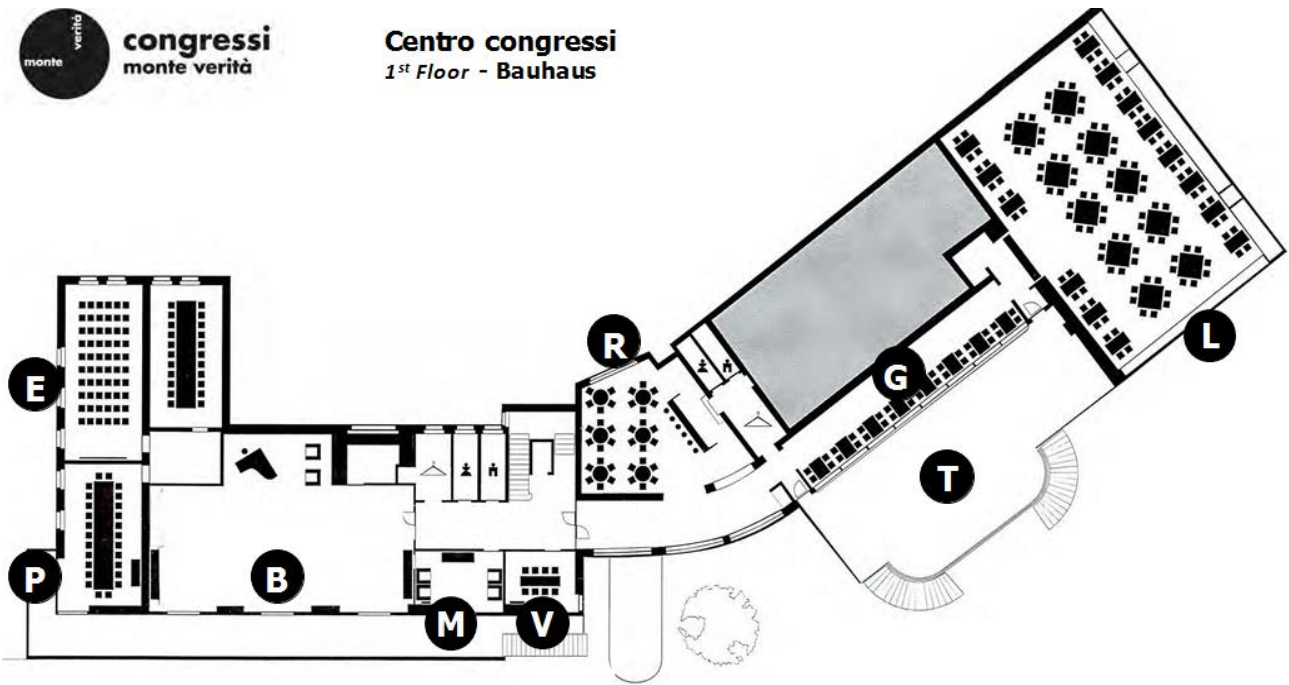 verità
monte
congressi
monte verità
Centro congressi
1st Floor - Bauhaus
R
L
E
G
T
P
B
M
V